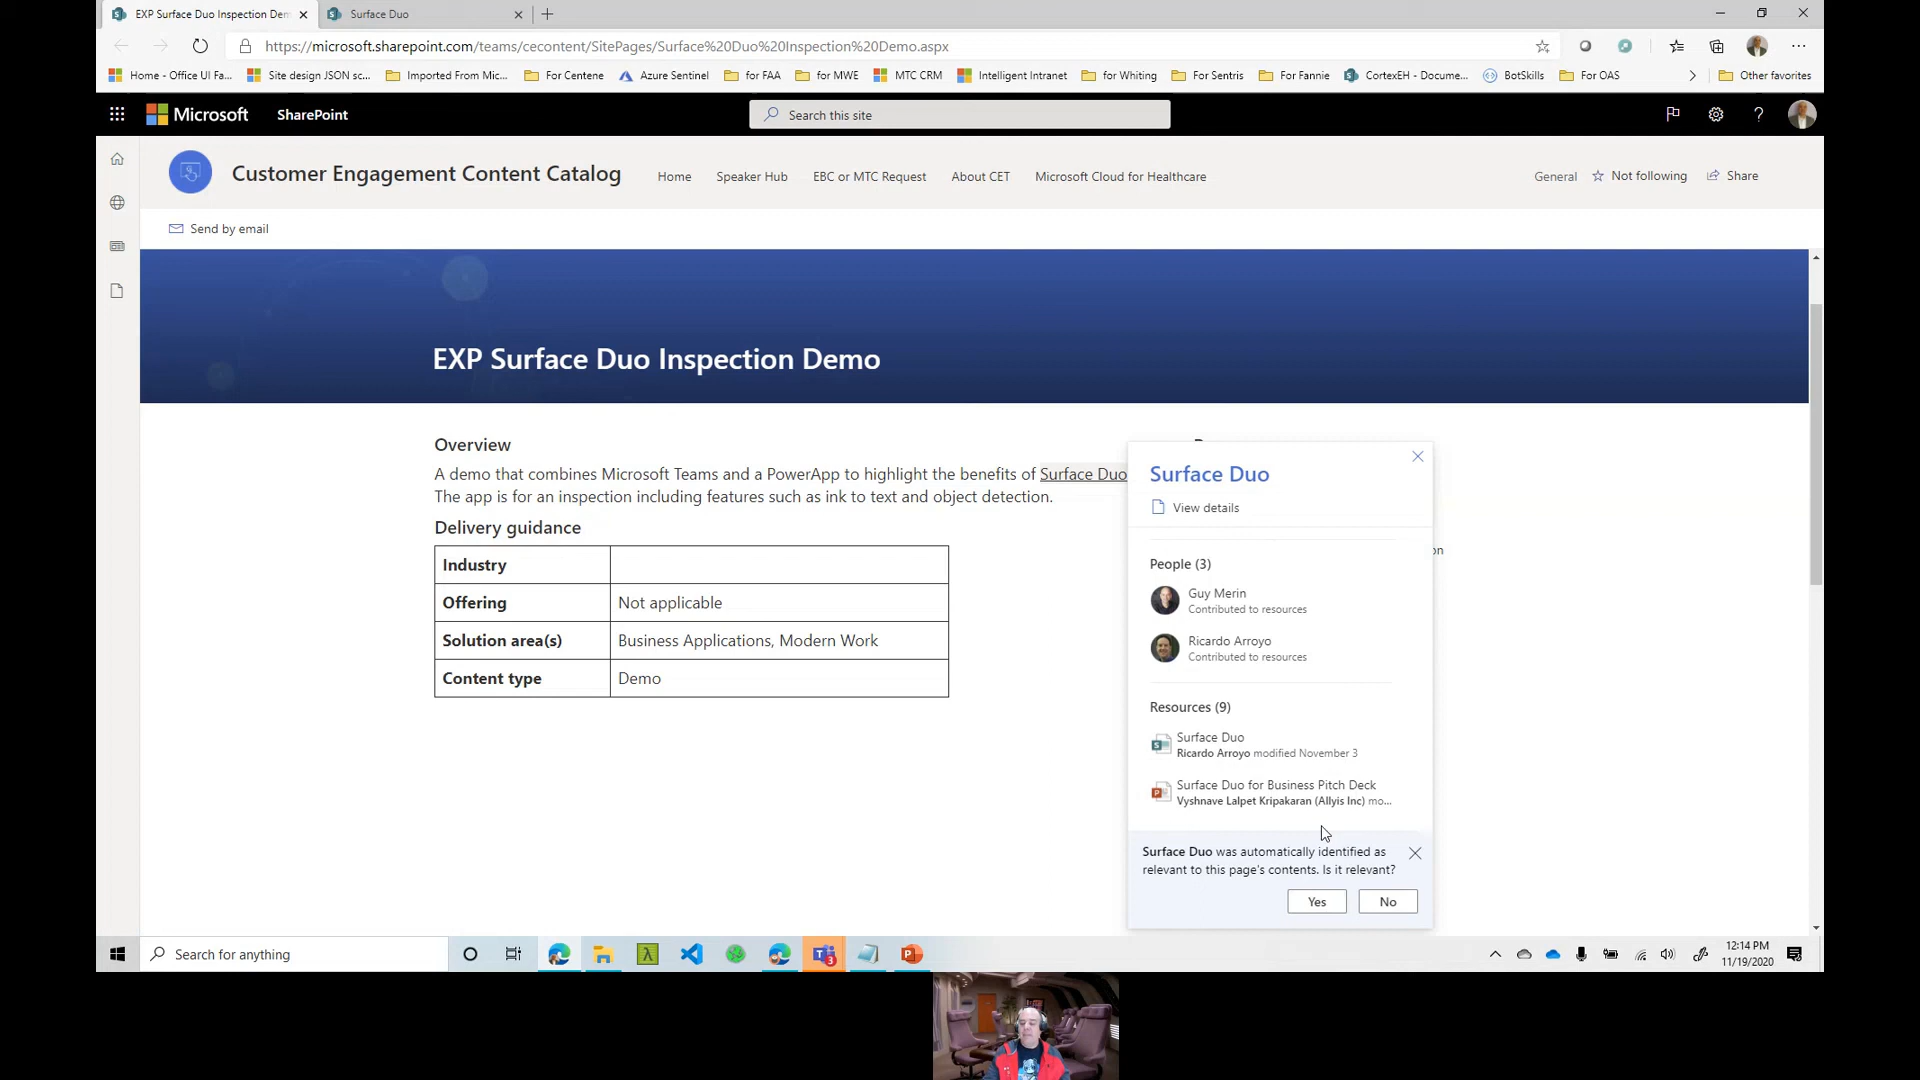 EXP Surface Duo Inspection Den
Surface Duo
https://microsoft.sharepoint.com/teams/cecontent/SitePages/Surface%20Duo%20Inspection%20Demo.aspx
Home - Office UI Fa...
Site design JSON sc...
Imported From Mic...
for Centene
Azure Sentinel
for FAA
for MWE
MTC CRM
Intelligent Intranet
for Whiting
For Sentris
For Fannie
CortexEH - Docume...
BotSkills
For OAS
Other favorites
Microsoft
SharePoint
Search this site
Customer Engagement Content Catalog
Home
Speaker Hub
EBC or MTC Request
About CET
Microsoft Cloud for Healthcare
General
Not following
Share
Send by email
EXP Surface Duo Inspection Demo
Overview
A demo that combines Microsoft Teams and a PowerApp to highlight the benefits of Surface Duo
The app is for an inspection including features such as ink to text and object detection.
Delivery guidance
Industry
Offering Not applicable
Solution area(s) Business Applications, Modern Work
Content type Demo
on
Surface Duo
View details
People (3)
Guy Merin
Contributed to resources
Ricardo Arroyo
Contributed to resources
Resources (9)
Surface Duo
Ricardo Arroyo modified November 3
Surface Duo for Business Pitch Deck
Vyshnave Lalpet Kripakaran (Allyis Inc) mo...
Surface Duo was automatically identified as
relevant to this page's contents. Is it relevant?
Yes
No
Search for anything
3
12:14 PM
11/19/2020